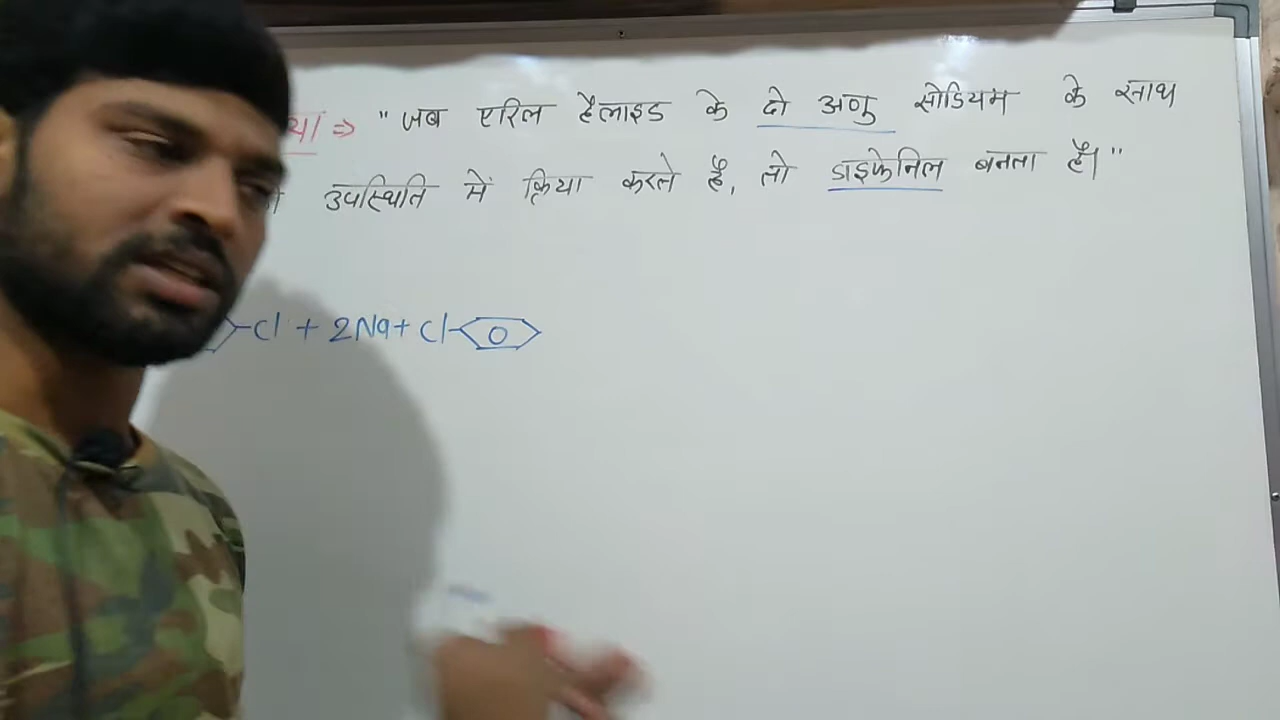 ⇒ "जब एरिल हैलाइड के दो अणु सोडियम के साथ
उपस्थिति में क्रिया करते है, तो डाइफेनिल बनता है।"
-Cl + 2Na + Cl-